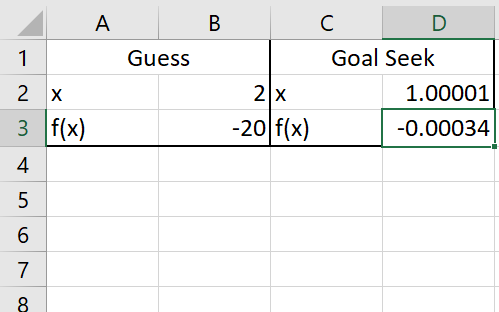 A B C D
1 Guess Goal Seek
2 x 2 x 1.00001
3 f(x) -20 f(x) -0.00034
4
5
6
7
8